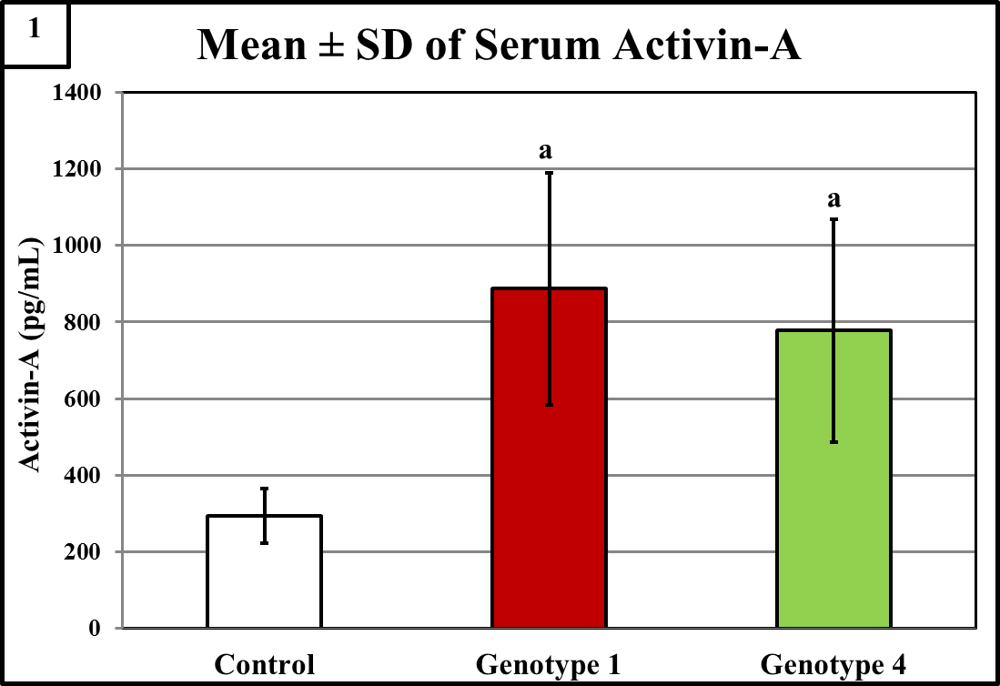 1
Mean ± SD of Serum Activin-A
Activin-A (pg/mL)
1400
1200
1000
800
600
400
200
0
a
a
Control
Genotype 1
Genotype 4